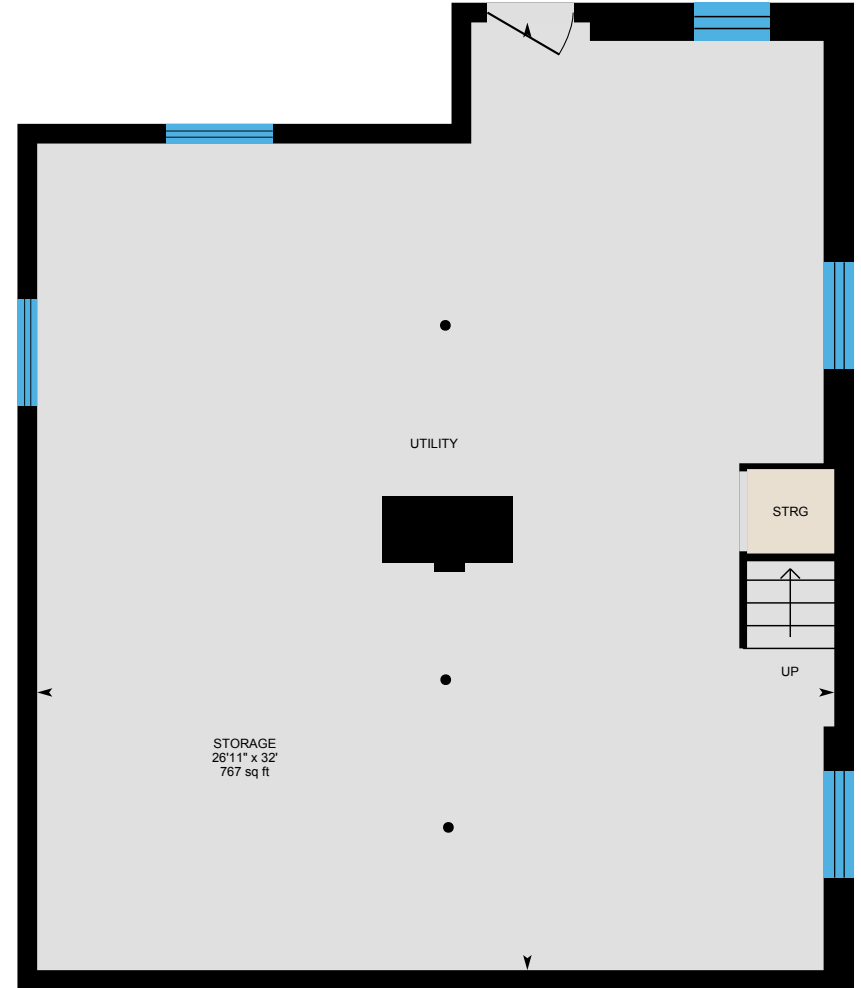 UTILITY
STRG
UP
STORAGE
26'11" x 32'
767 sq ft